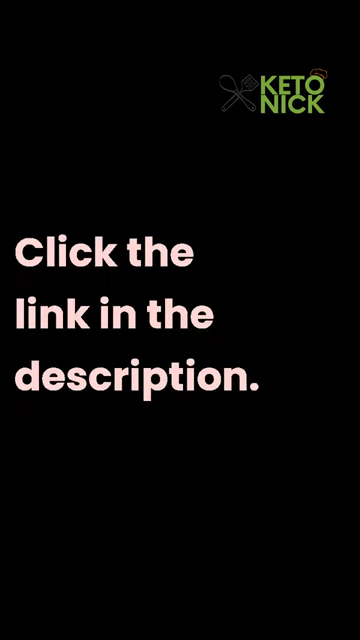 KETO
NICK
Click the
link in the
description.